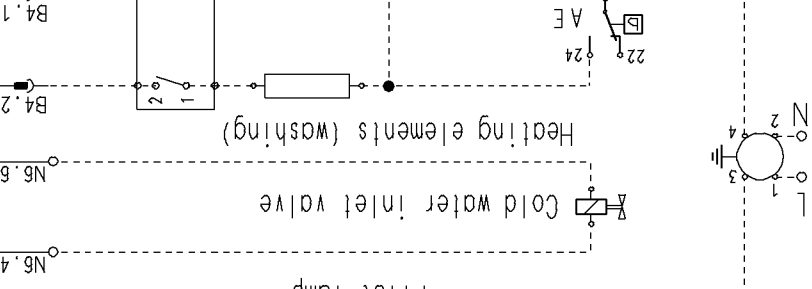 N6.4
Cold water inlet valve
L
1
3
N6.6
Heating elements (washing)
N
2
4
B4.2
1
2
22
24
B4.1